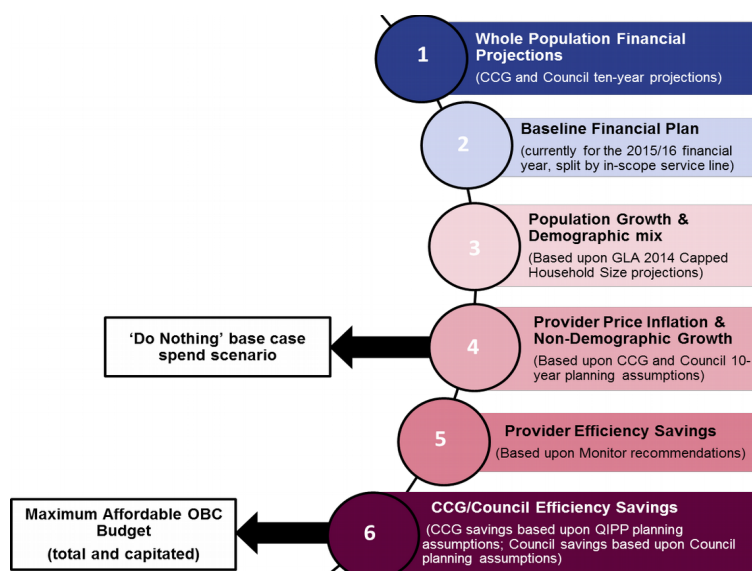 1
Whole Population Financial
Projections
(CCG and Council ten-year projections)
2
Baseline Financial Plan
(currently for the 2015/16 financial
year, split by in-scope service line)
3
Population Growth &
Demographic mix
(Based upon GLA 2014 Capped
Household Size projections)
'Do Nothing' base case
spend scenario
4
Provider Price Inflation &
Non-Demographic Growth
(Based upon CCG and Council 10-
year planning assumptions)
5
Provider Efficiency Savings
(Based upon Monitor recommendations)
Maximum Affordable OBC
Budget
(total and capitated)
6
CCG/Council Efficiency Savings
(CCG savings based upon QIPP planning
assumptions; Council savings based upon Council
planning assumptions)